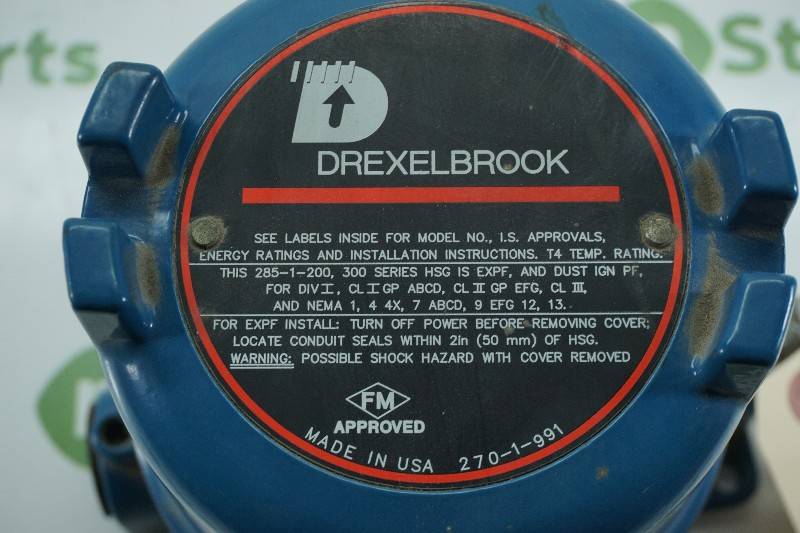 arts
St
D
DREXELBROOK
SEE LABELS INSIDE FOR MODEL NO., I.S. APPROVALS,
ENERGY RATINGS AND INSTALLATION INSTRUCTIONS. T4 TEMP. RATING.
THIS 285-1-200, 300 SERIES HSG IS EXPF, AND DUST IGN PF,
FOR DIV I, CL I GP ABCD, CL II GP EFG, CL III,
AND NEMA 1, 4 4X, 7 ABCD, 9 EFG 12, 13.
FOR EXPF INSTALL: TURN OFF POWER BEFORE REMOVING COVER;
LOCATE CONDUIT SEALS WITHIN 2in (50 mm) OF HSG.
WARNING: POSSIBLE SHOCK HAZARD WITH COVER REMOVED
FM
APPROVED
MADE IN USA 270-1-991